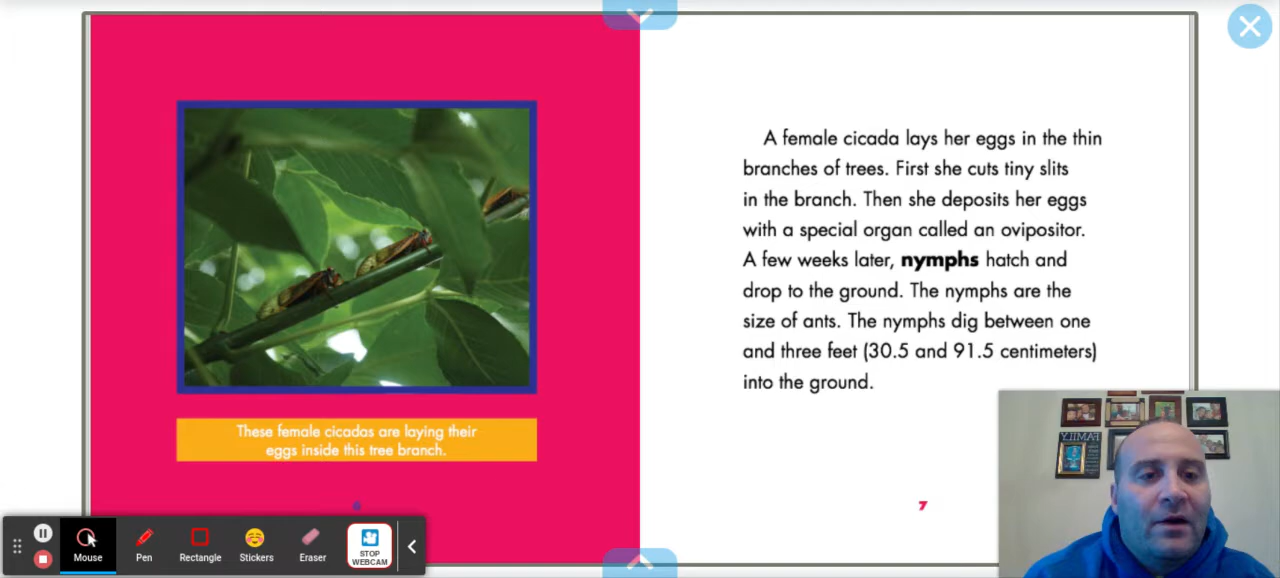 A female cicada lays her eggs in the thin
branches of trees. First she cuts tiny slits
in the branch. Then she deposits her eggs
with a special organ called an ovipositor.
A few weeks later, nymphs hatch and
drop to the ground. The nymphs are the
size of ants. The nymphs dig between one
and three feet (30.5 and 91.5 centimeters)
into the ground.
These female cicadas are laying their
eggs inside this tree branch.
6
7
FAMILY
Mouse
Pen
Rectangle
Stickers
Eraser
STOP
WEBCAM